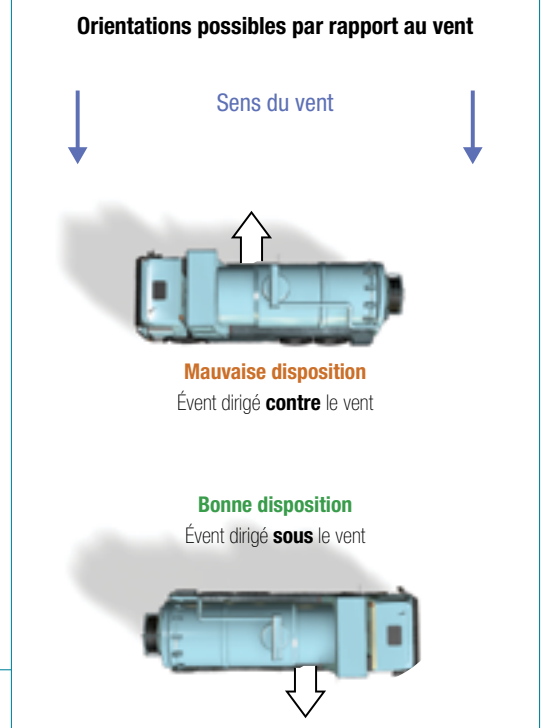 Orientations possibles par rapport au vent
Sens du vent
Mauvaise disposition
Évent dirigé contre le vent
Bonne disposition
Évent dirigé sous le vent